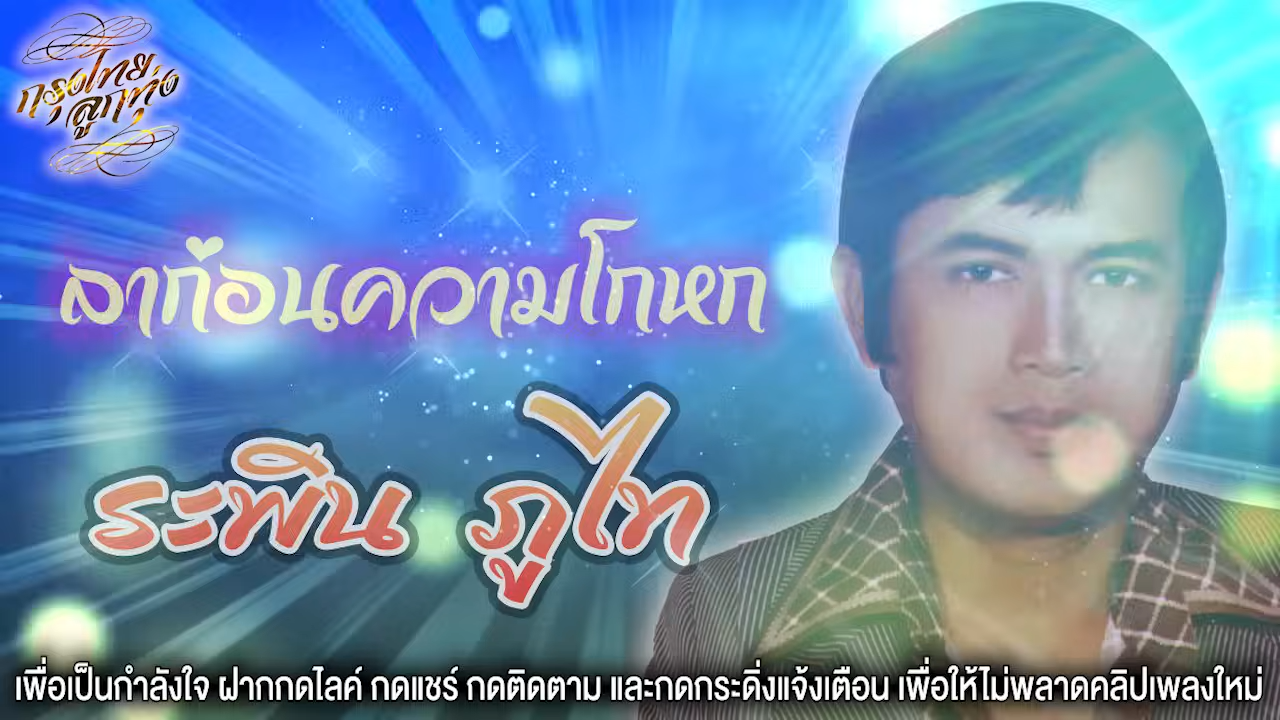 กรุงไทย
ลูกทุ่ง
ลาก่อนความโกหก
ระพิน ภูไท
เพื่อเป็นกำลังใจ ฝากกดไลค์ กดแชร์ กดติดตาม และกดกระดิ่งแจ้งเตือน เพื่อให้ไม่พลาดคลิปเพลงใหม่